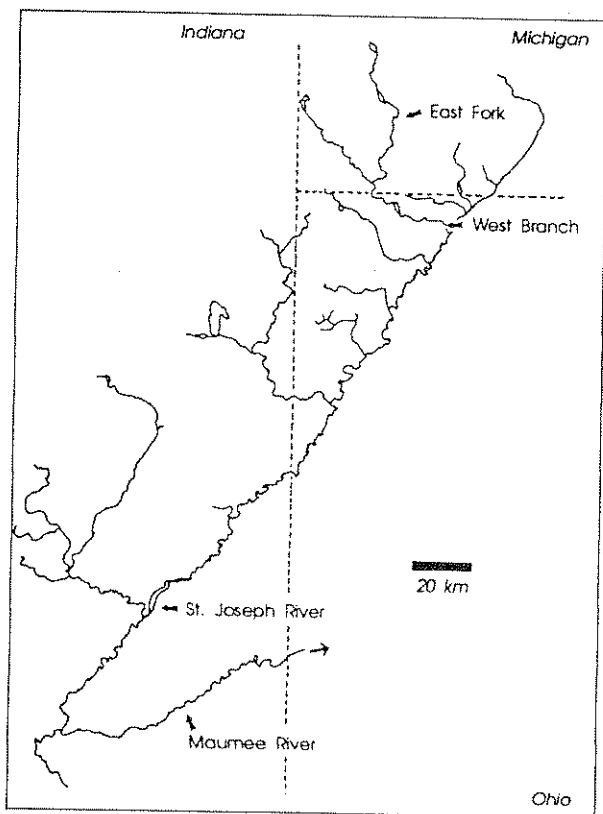 Indiana
Michigan
East Fork
West Branch
20 km
St. Joseph River
Maumee River
Ohio